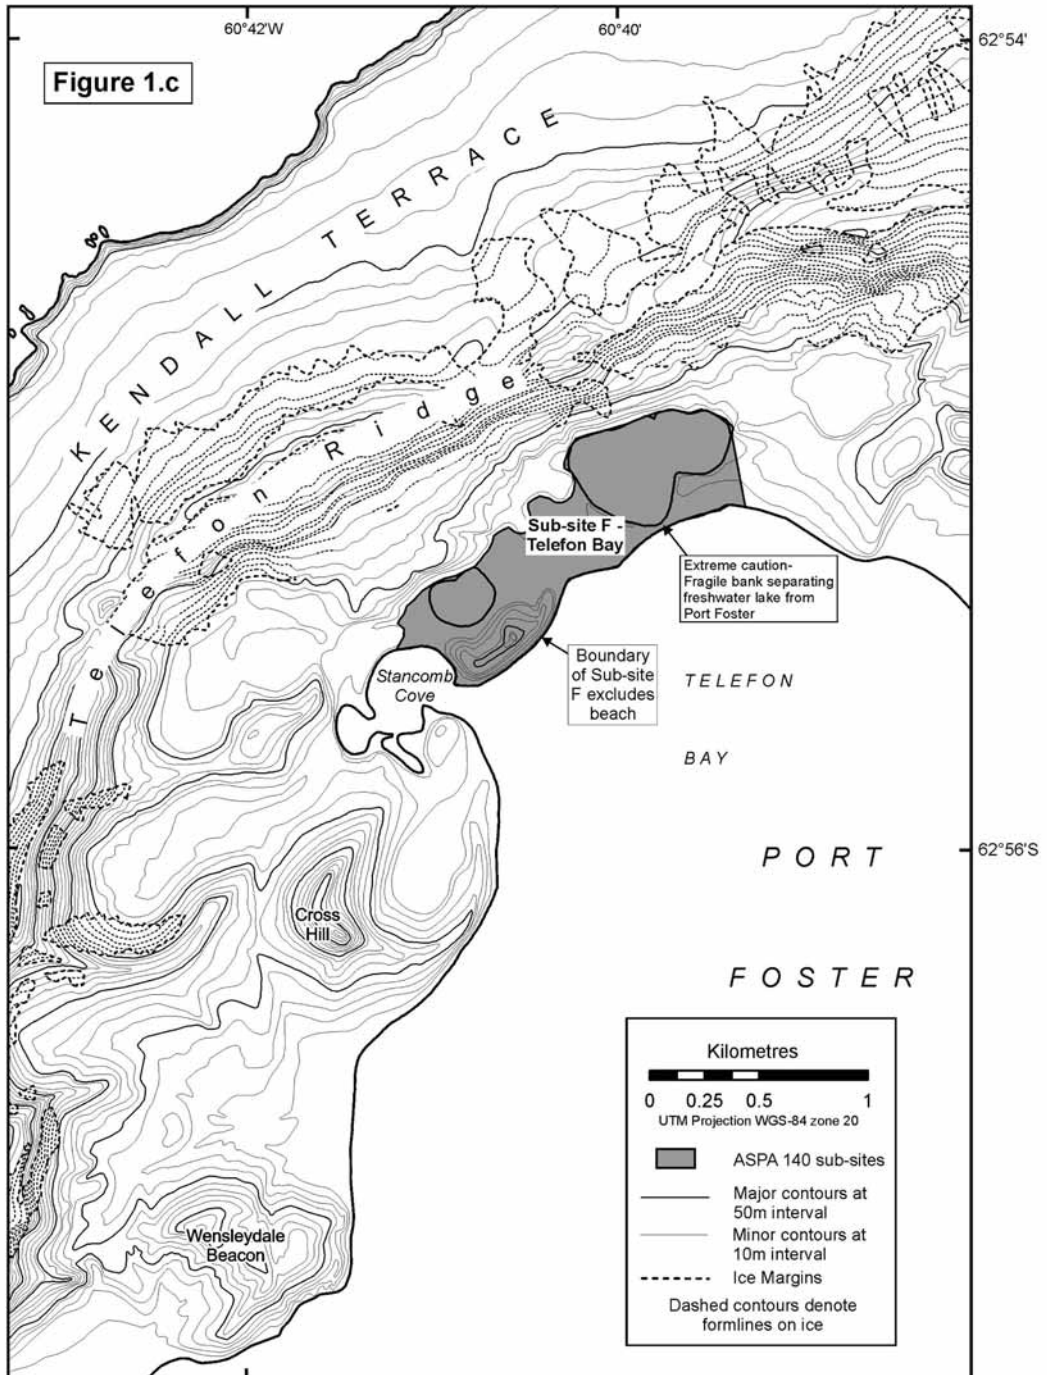 60°42'W
60°40'
62°54'
Figure 1.c
KENDALL TERRACE
Telefon Ridge
Sub-site F -
Telefon Bay
Extreme caution-
Fragile bank separating
freshwater lake from
Port Foster
Boundary
of Sub-site
F excludes
beach
Stancomb
Cove
TELEFON
BAY
62°56'S
PORT
FOSTER
Cross
Hill
Wensleydale
Beacon
Kilometres
0 0.25 0.5 1
UTM Projection WGS-84 zone 20
ASPA 140 sub-sites
Major contours at
50m interval
Minor contours at
10m interval
Ice Margins
Dashed contours denote
formlines on ice